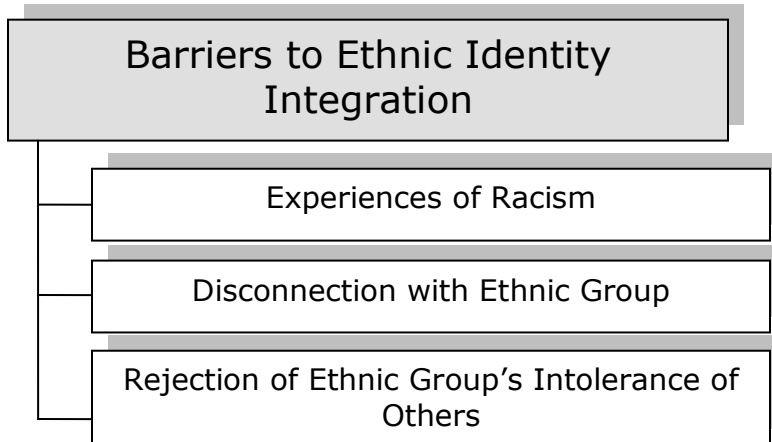 Barriers to Ethnic Identity
Integration
Experiences of Racism
Disconnection with Ethnic Group
Rejection of Ethnic Group’s Intolerance of
Others